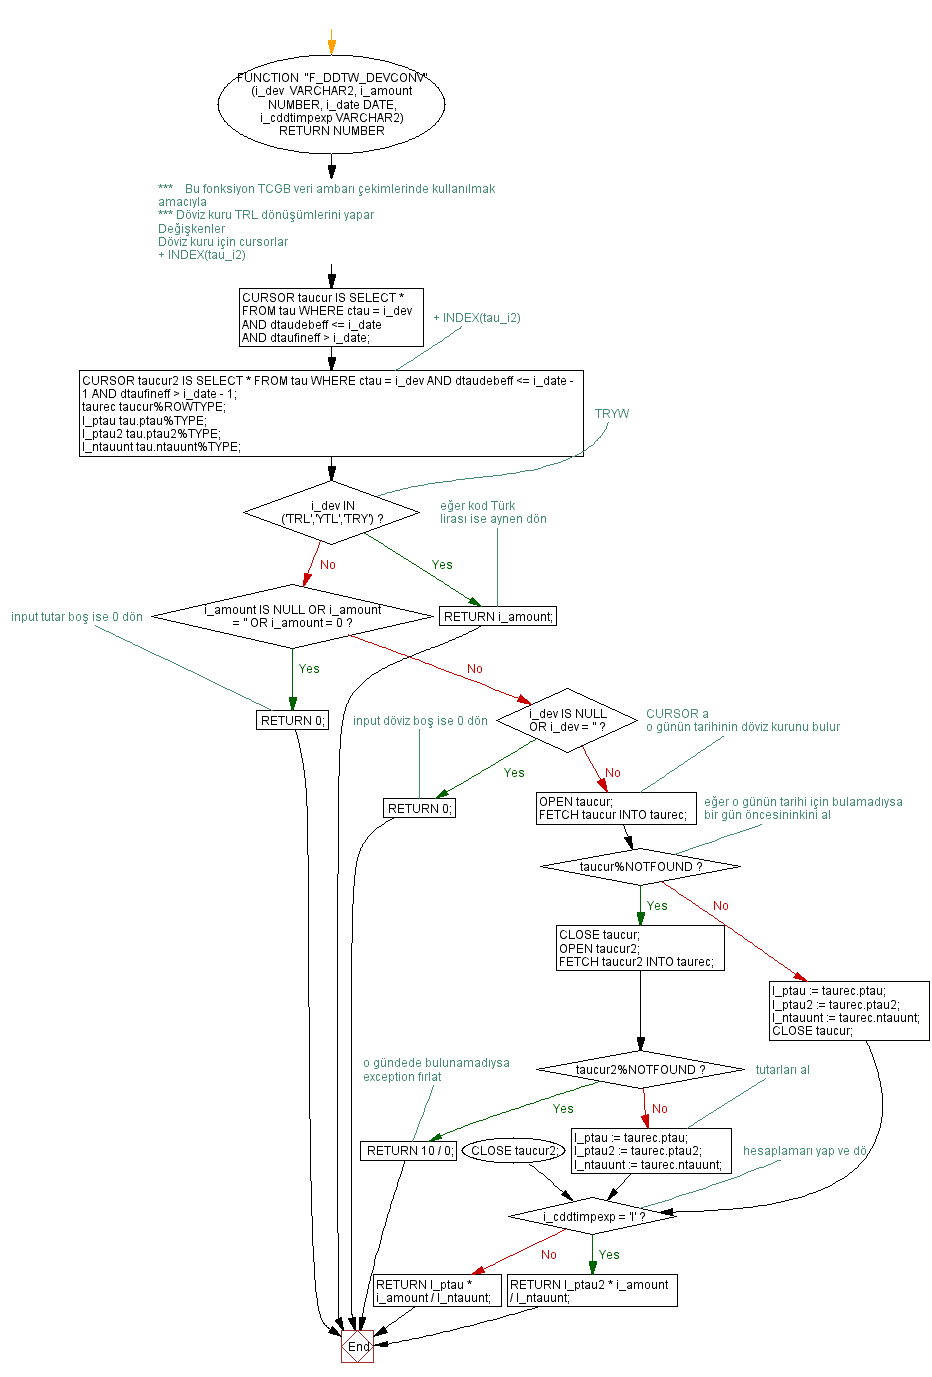 FUNCTION "F_DDTW_DEVCONV"
(i_dev VARCHAR2, i_amount
NUMBER, i_date DATE,
i_cddtimpexp VARCHAR2)
RETURN NUMBER
*** Bu fonksiyon TCGB veri ambarı çekimlerinde kullanılmak
amacıyla
*** Döviz kuru TRL dönüşümlerini yapar
Değişkenler
Döviz kuru için cursorlar
+ INDEX(tau_i2)
CURSOR taucur IS SELECT *
FROM tau WHERE ctau = i_dev
AND dtaudebeff <= i_date
AND dtaufineff > i_date;
+ INDEX(tau_i2)
CURSOR taucur2 IS SELECT * FROM tau WHERE ctau = i_dev AND dtaudebeff <= i_date -
1 AND dtaufineff > i_date - 1;
taurec taucur%ROWTYPE;
l_ptau tau.ptau%TYPE;
l_ptau2 tau.ptau2%TYPE;
l_ntauunt tau.ntauunt%TYPE;
TRYW
i_dev IN
('TRL','YTL','TRY') ?
eğer kod Türk
lirası ise aynen dön
No
Yes
i_amount IS NULL OR i_amount
= '' OR i_amount = 0 ?
RETURN i_amount;
input tutar boş ise 0 dön
Yes
No
RETURN 0;
i_dev IS NULL
OR i_dev = '' ?
input döviz boş ise 0 dön
CURSOR a
o günün tarihinin döviz kurunu bulur
Yes
No
RETURN 0;
OPEN taucur;
FETCH taucur INTO taurec;
eğer o günün tarihi için bulamadıysa
bir gün öncesininkini al
taucur%NOTFOUND ?
Yes
No
CLOSE taucur;
OPEN taucur2;
FETCH taucur2 INTO taurec;
l_ptau := taurec.ptau;
l_ptau2 := taurec.ptau2;
l_ntauunt := taurec.ntauunt;
CLOSE taucur;
o gündede bulunamadıysa
exception fırlat
taucur2%NOTFOUND ?
tutarları al
Yes
No
RETURN 10 / 0;
CLOSE taucur2;
l_ptau := taurec.ptau;
l_ptau2 := taurec.ptau2;
l_ntauunt := taurec.ntauunt;
hesaplamarı yap ve dö
i_cddtimpexp = 'I' ?
No
Yes
RETURN l_ptau *
i_amount / l_ntauunt;
RETURN l_ptau2 * i_amount
/ l_ntauunt;
End